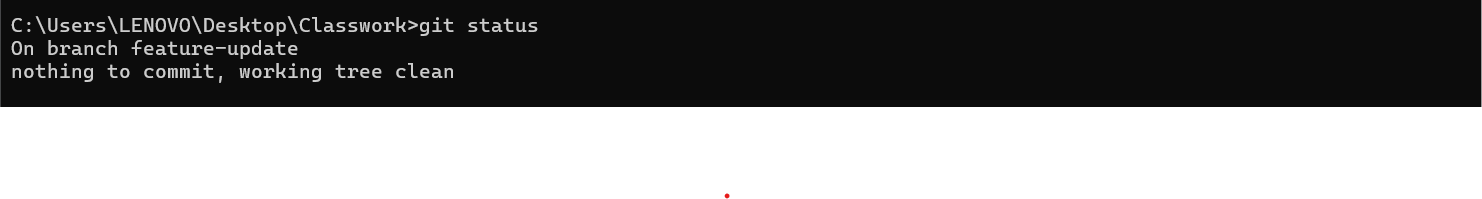 C:\Users\LENOVO\Desktop\Classwork>git status
On branch feature-update
nothing to commit, working tree clean